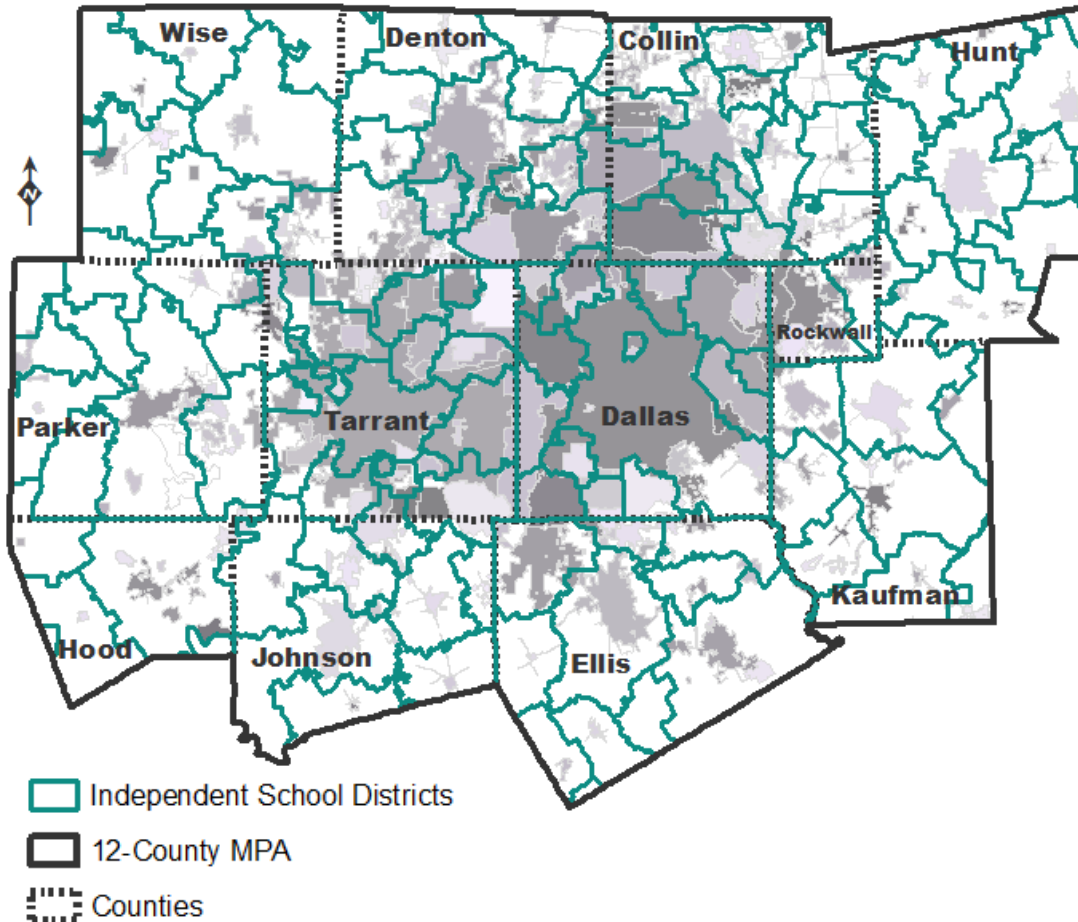 Wise
Denton
Collin
Hunt
N
Rockwall
Parker
Tarrant
Dallas
Kaufman
Hood
Johnson
Ellis
Independent School Districts
12-County MPA
Counties